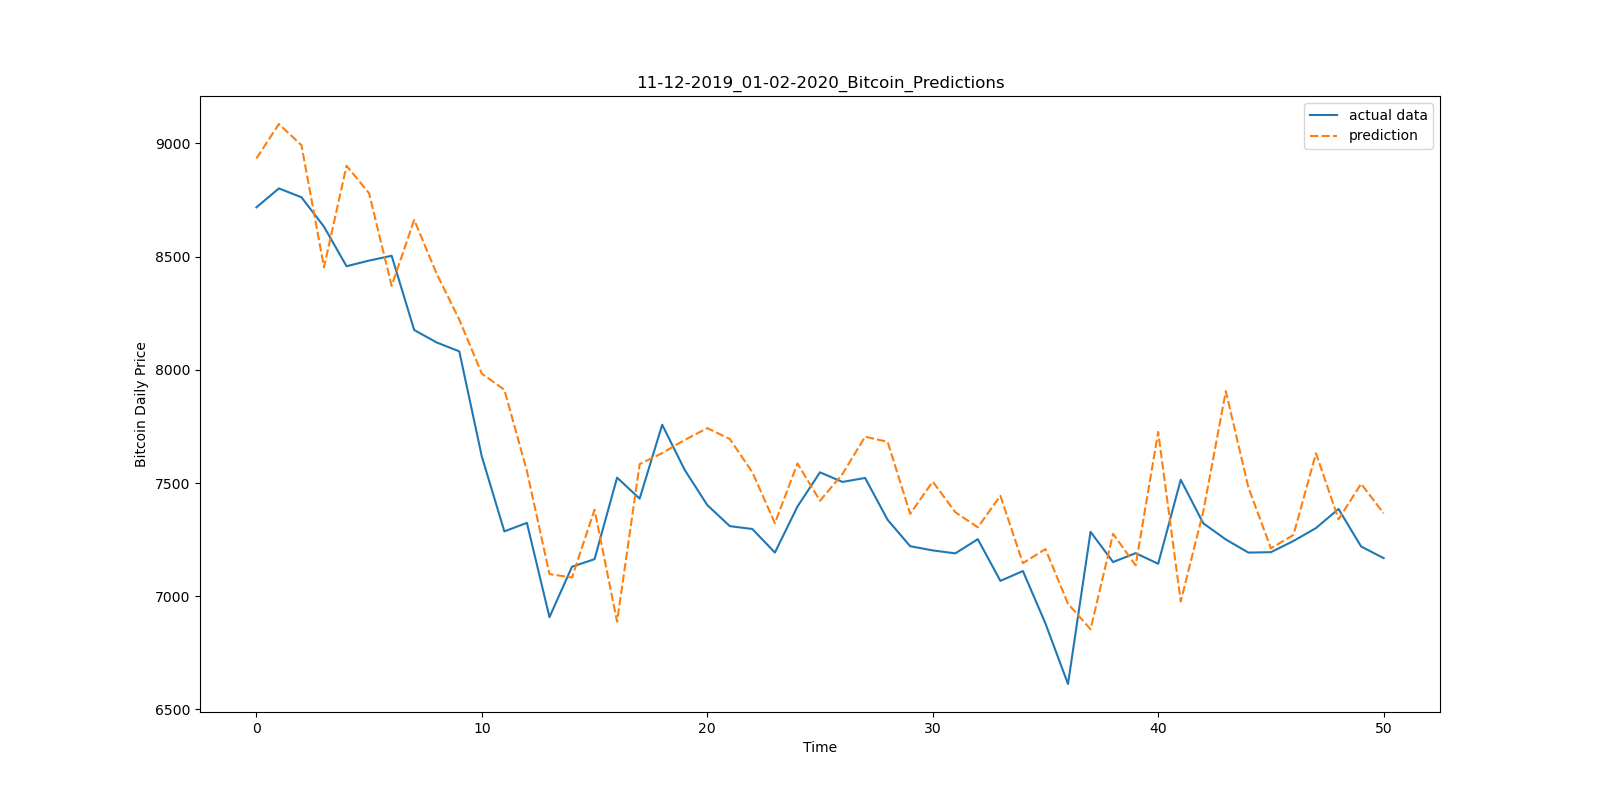 11-12-2019_01-02-2020_Bitcoin_Predictions
actual data
prediction
Bitcoin Daily Price
9000
8500
8000
7500
7000
6500
0 10 20 30 40 50
Time